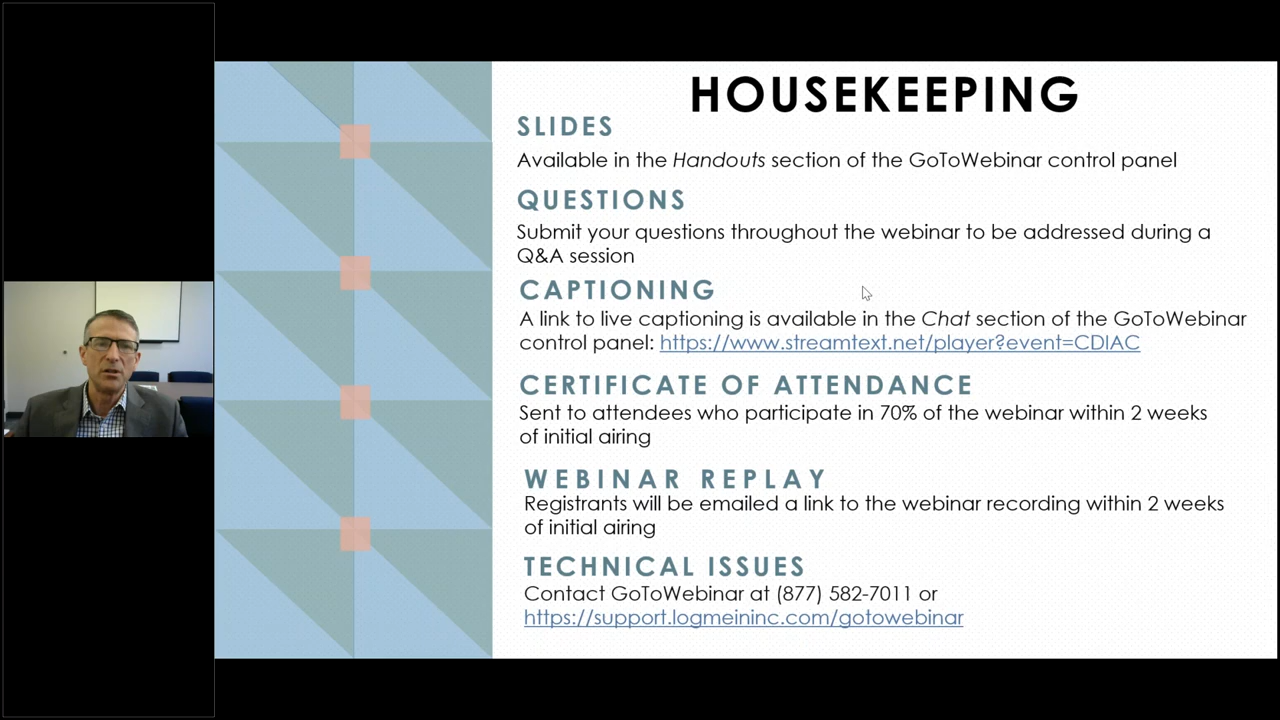 HOUSEKEEPING
SLIDES
Available in the Handouts section of the GoToWebinar control panel
QUESTIONS
Submit your questions throughout the webinar to be addressed during a
Q&A session
CAPTIONING
A link to live captioning is available in the Chat section of the GoToWebinar
control panel: https://www.streamtext.net/player?event=CDIAC
CERTIFICATE OF ATTENDANCE
Sent to attendees who participate in 70% of the webinar within 2 weeks
of initial airing
WEBINAR REPLAY
Registrants will be emailed a link to the webinar recording within 2 weeks
of initial airing
TECHNICAL ISSUES
Contact GoToWebinar at (877) 582-7011 or
https://support.logmeininc.com/gotowebinar